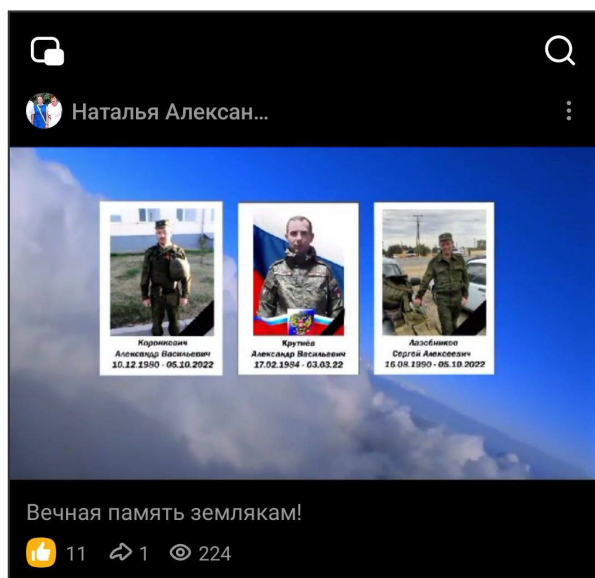 Наталья Алексан...
Коронкевич
Александр Васильевич
10.12.1980 - 05.10.2022
Крутнёв
Александр Васильевич
17.02.1984 - 03.03.22
Лазебников
Сергей Алексеевич
16.08.1990 - 05.10.2022
Вечная память землякам!
11 1 224